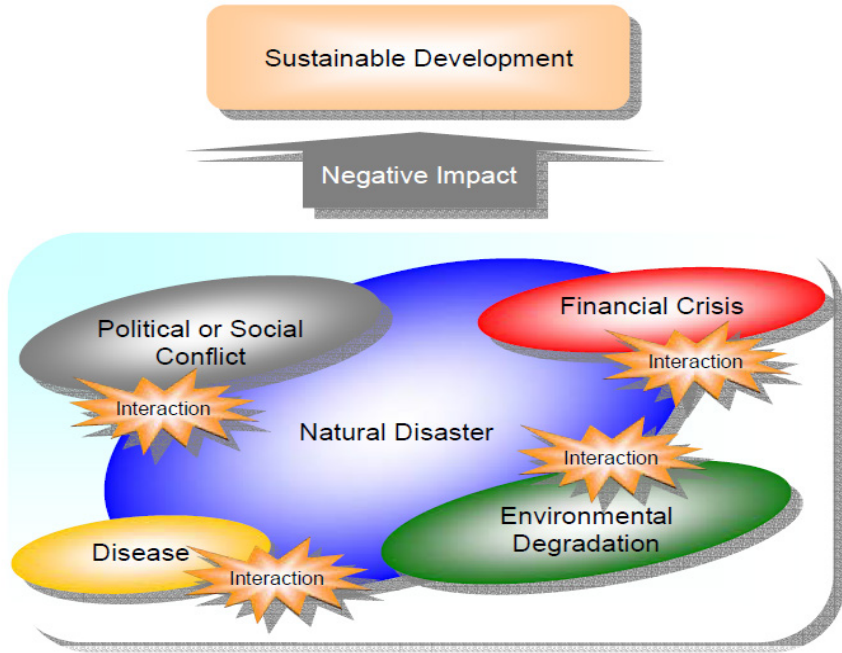 Sustainable Development
Negative Impact
Political or Social
Conflict
Financial Crisis
Interaction
Interaction
Natural Disaster
Interaction
Environmental
Degradation
Disease
Interaction